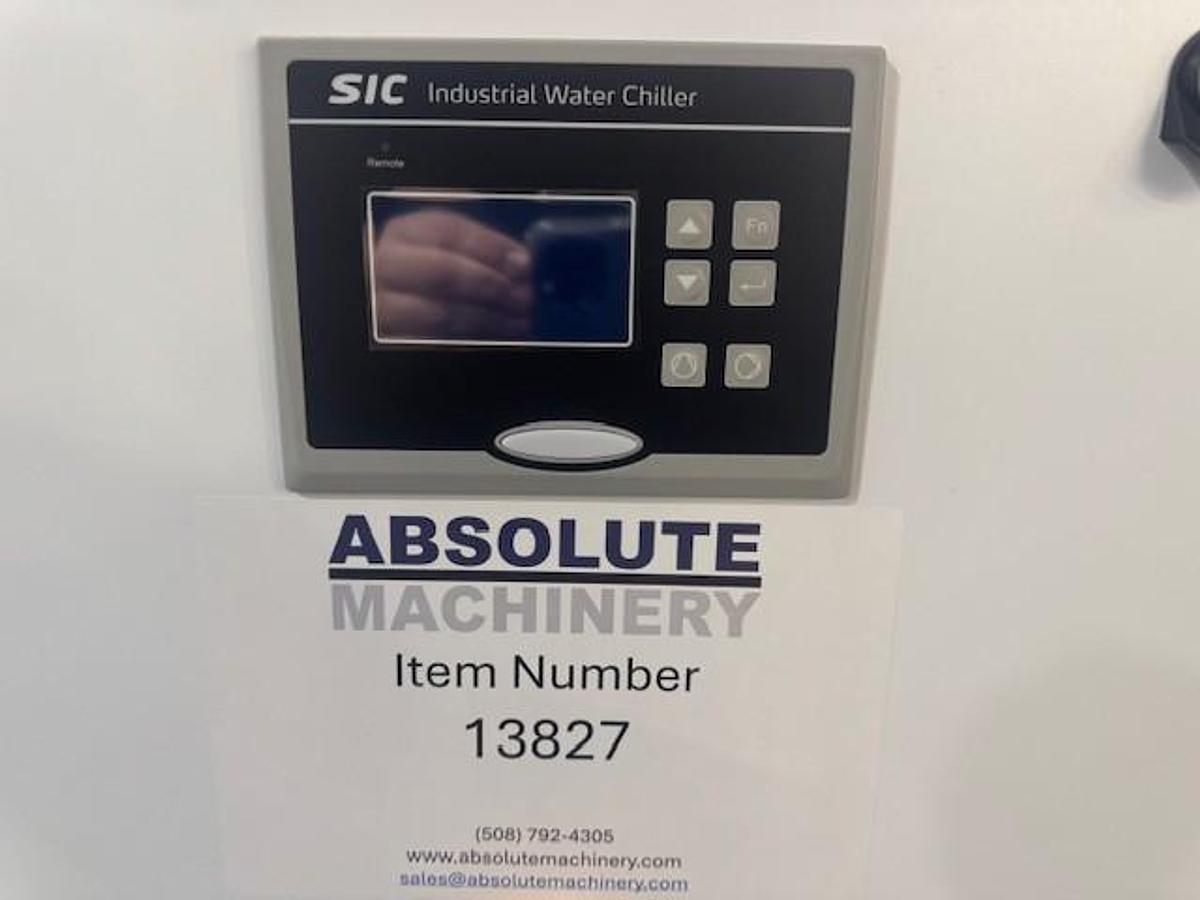 SIC Industrial Water Chiller
Remote
Fn
ABSOLUTE
MACHINERY
Item Number
13827
(508) 792-4305
www.absolutemachinery.com
sales@absolutemachinery.com